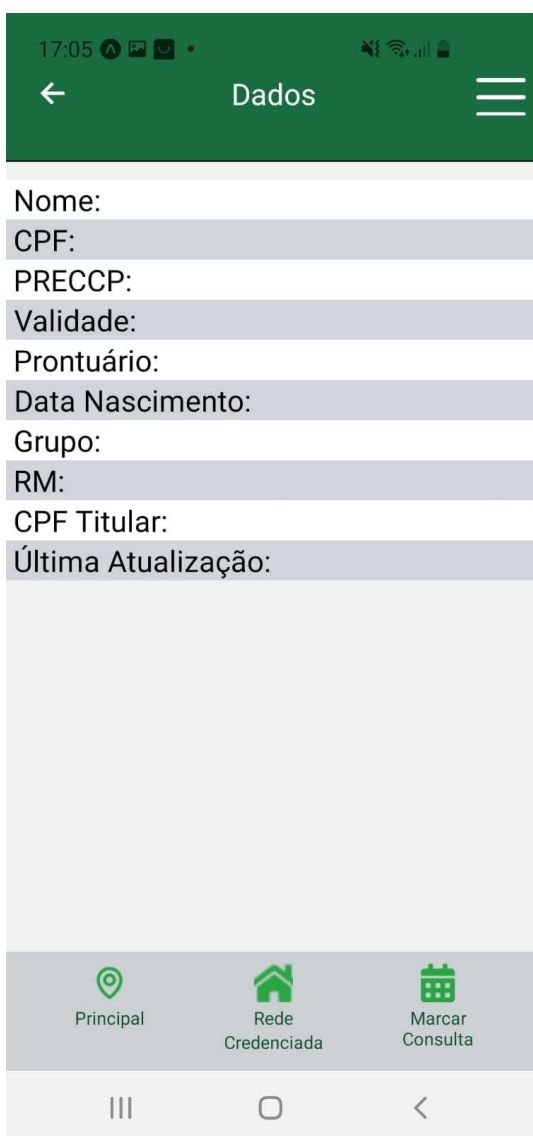 17:05
Dados
Nome:
CPF:
PRECCP:
Validade:
Prontuário:
Data Nascimento:
Grupo:
RM:
CPF Titular:
Última Atualização:
Principal
Rede
Credenciada
Marcar
Consulta